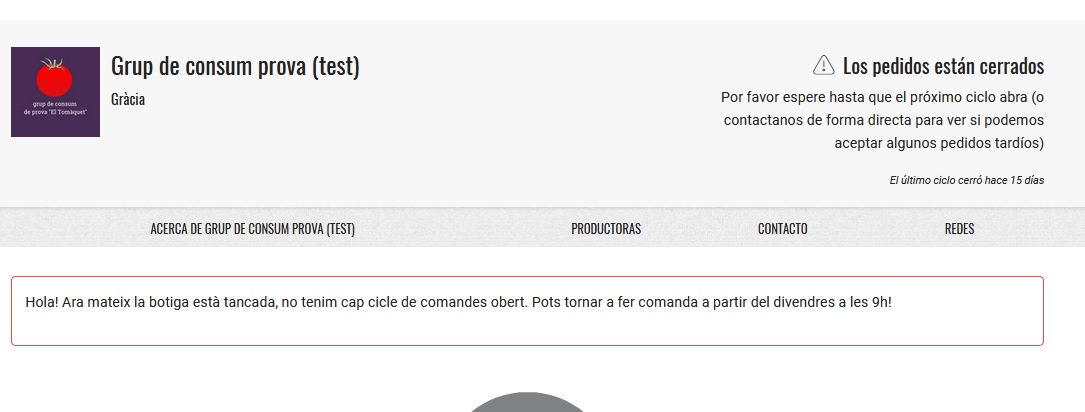 Grup de consum prova (test)
Gràcia
grup de consum
de prova "El Tomàquet"
Los pedidos están cerrados
Por favor espere hasta que el próximo ciclo abra (o
contactanos de forma directa para ver si podemos
aceptar algunos pedidos tardíos)
El último ciclo cerró hace 15 días
ACERCA DE GRUP DE CONSUM PROVA (TEST)
PRODUCTORAS
CONTACTO
REDES
Hola! Ara mateix la botiga està tancada, no tenim cap cicle de comandes obert. Pots tornar a fer comanda a partir del divendres a les 9h!